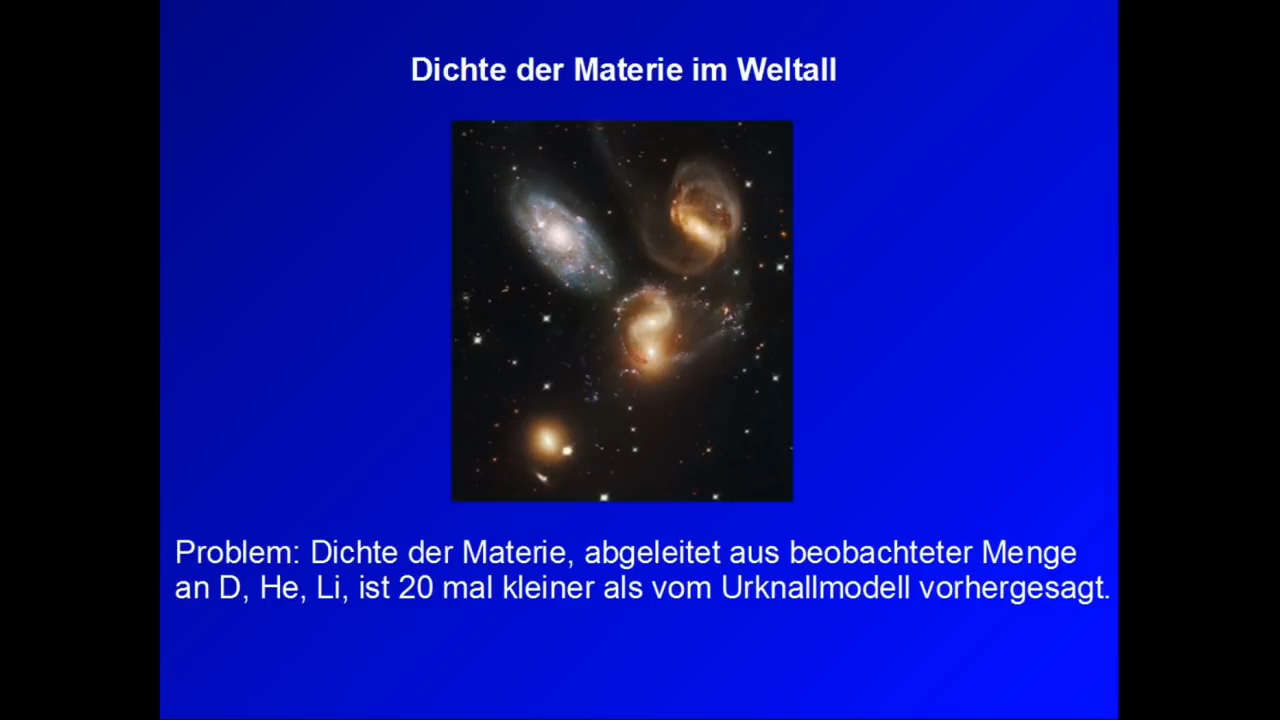 Dichte der Materie im Weltall
Problem: Dichte der Materie, abgeleitet aus beobachteter Menge
an D, He, Li, ist 20 mal kleiner als vom Urknallmodell vorhergesagt.